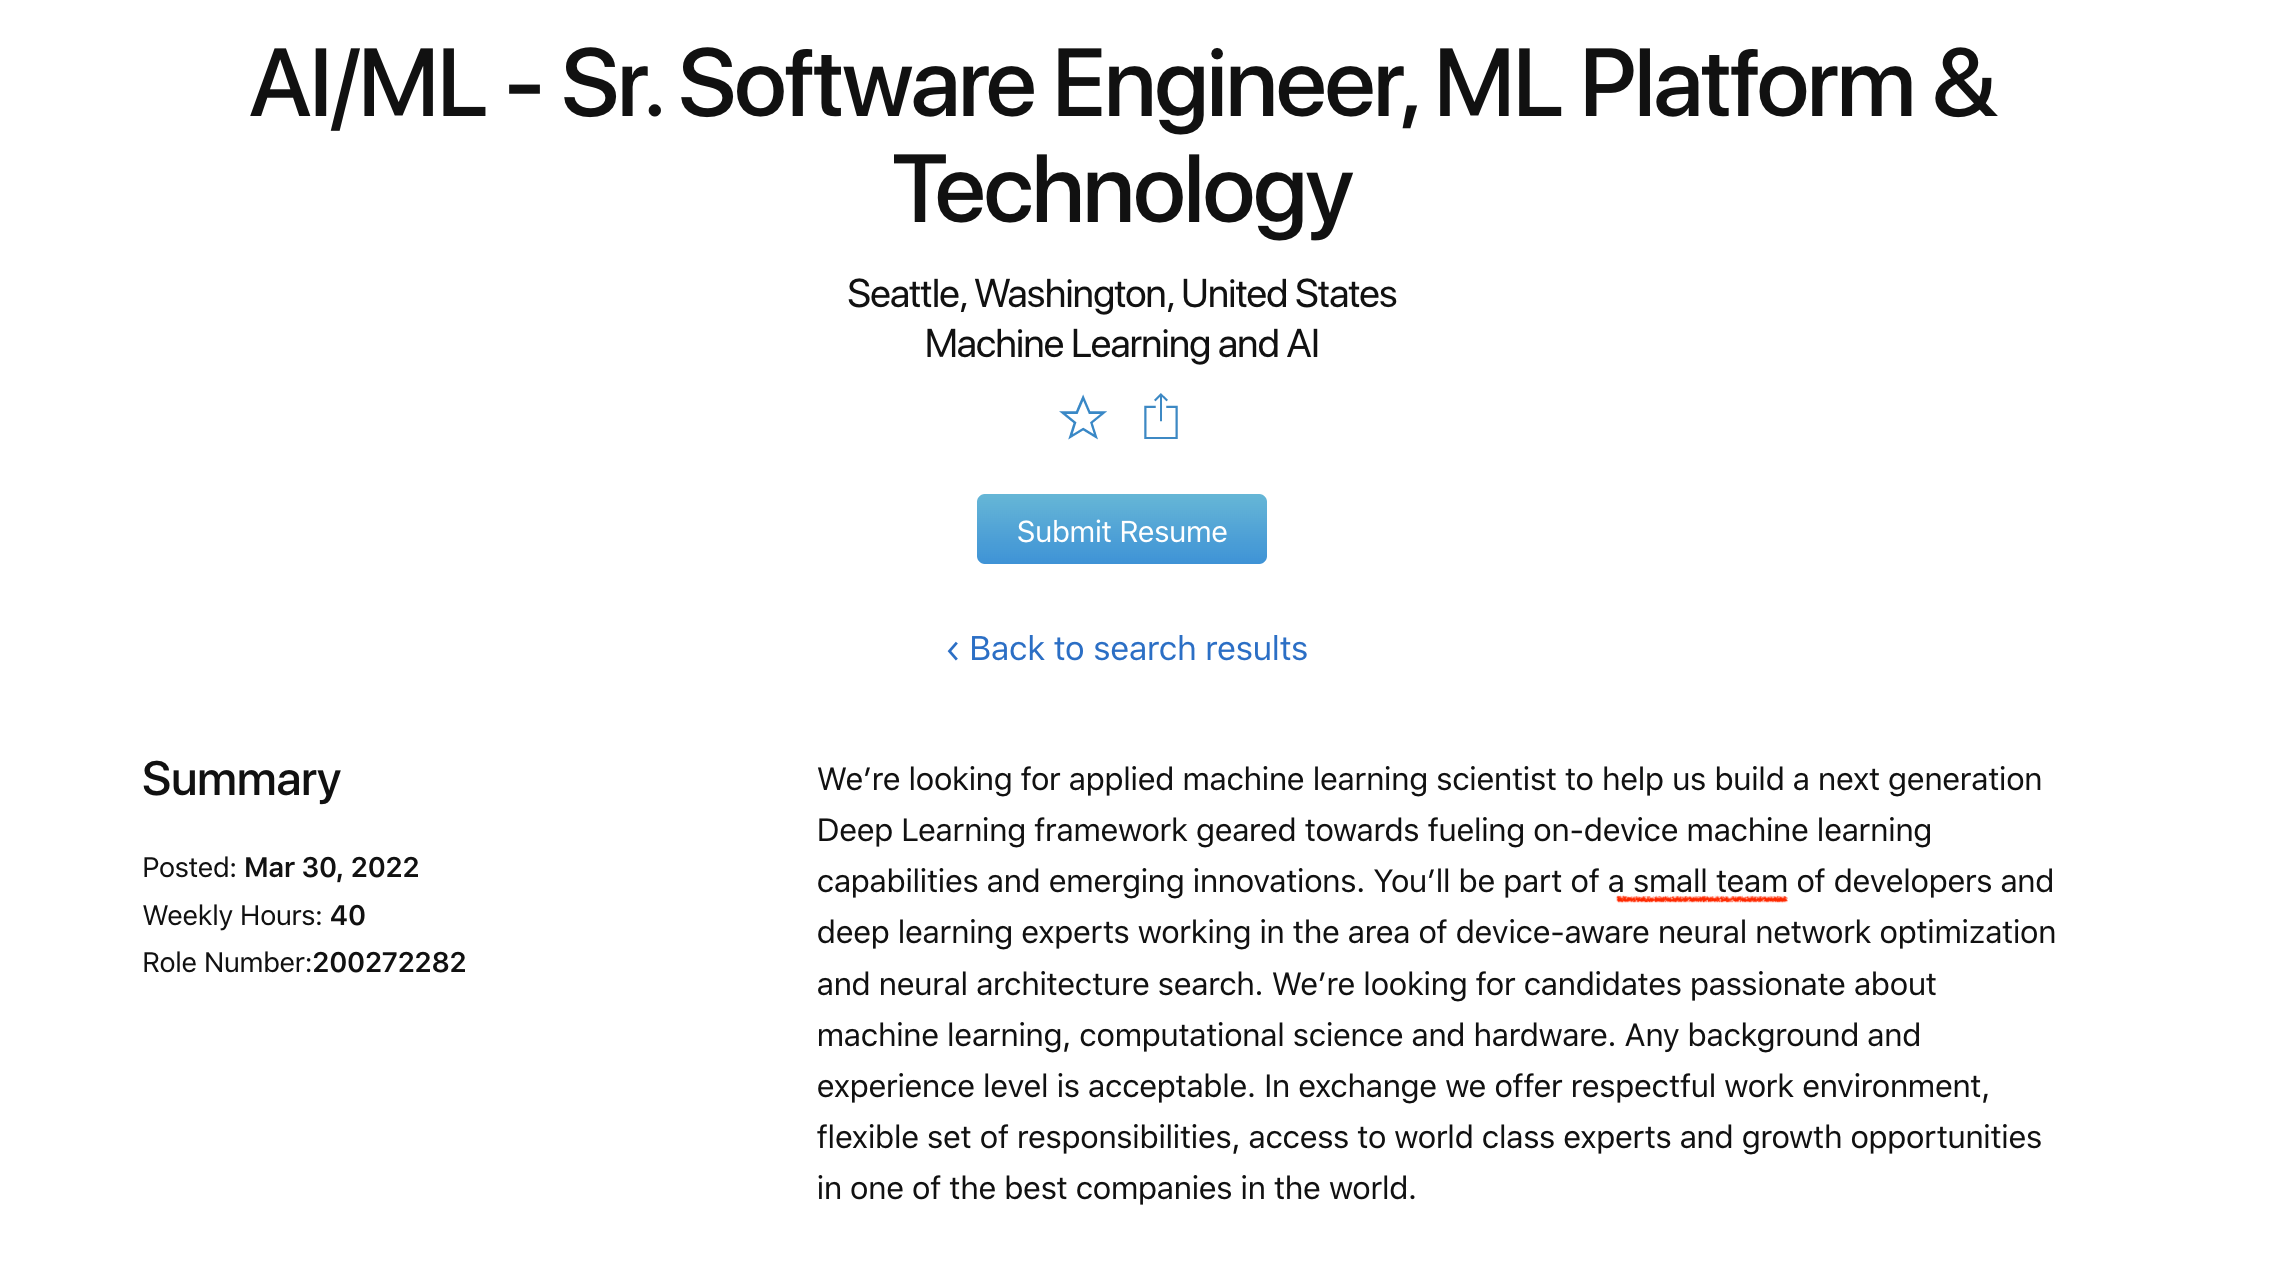 AI/ML - Sr. Software Engineer, ML Platform &
Technology
Seattle, Washington, United States
Machine Learning and AI
Submit Resume
‹ Back to search results
Summary
Posted: Mar 30, 2022
Weekly Hours: 40
Role Number:200272282
We’re looking for applied machine learning scientist to help us build a next generation
Deep Learning framework geared towards fueling on-device machine learning
capabilities and emerging innovations. You’ll be part of a small team of developers and
deep learning experts working in the area of device-aware neural network optimization
and neural architecture search. We’re looking for candidates passionate about
machine learning, computational science and hardware. Any background and
experience level is acceptable. In exchange we offer respectful work environment,
flexible set of responsibilities, access to world class experts and growth opportunities
in one of the best companies in the world.